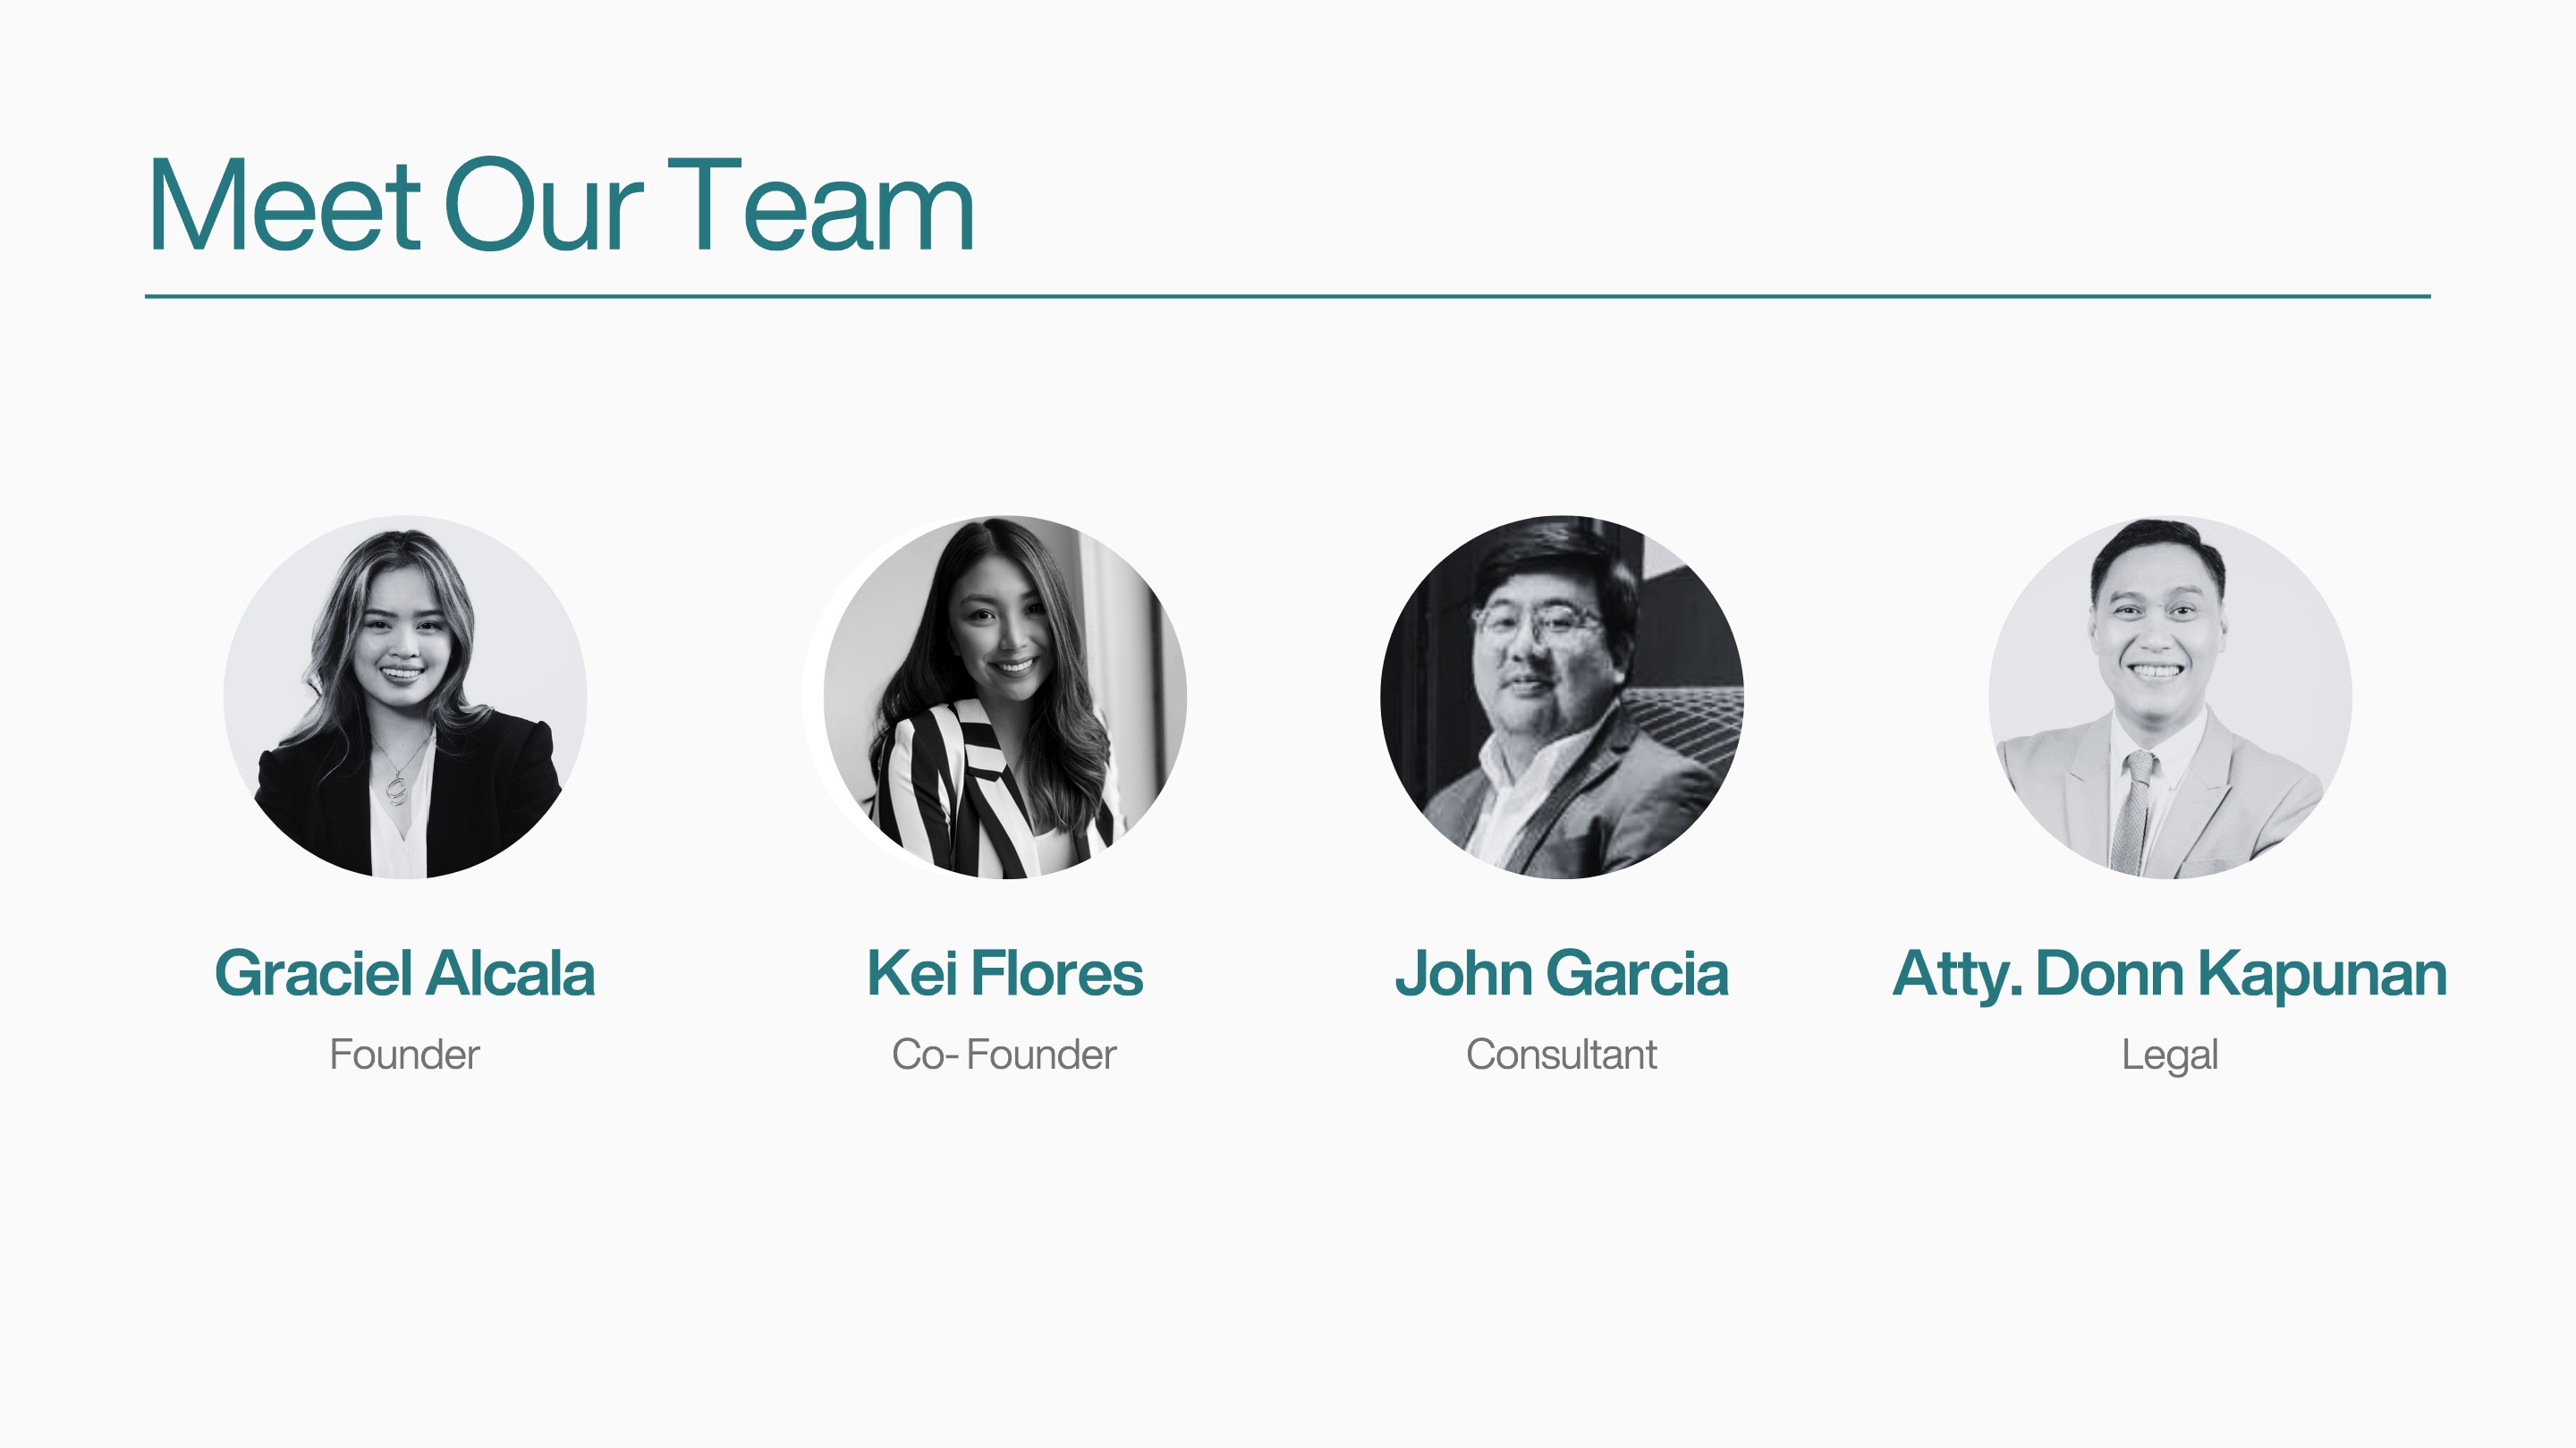 Meet Our Team
Graciel Alcala
Founder
Kei Flores
Co- Founder
John Garcia
Consultant
Atty. Donn Kapunan
Legal